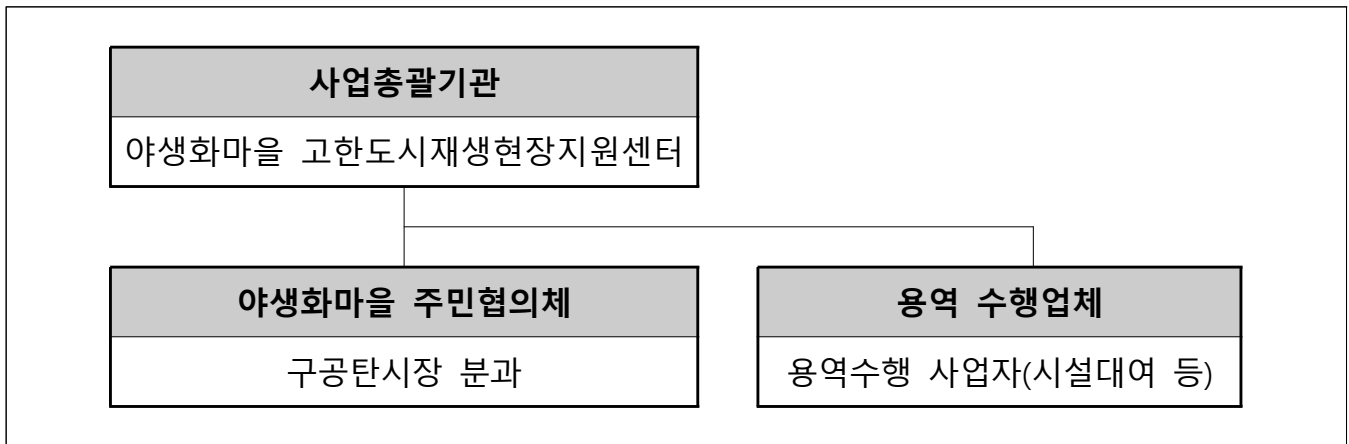 사업총괄기관
야생화마을 고한도시재생현장지원센터
야생화마을 주민협의체
구공탄시장 분과
용역 수행업체
용역수행 사업자(시설대여 등)